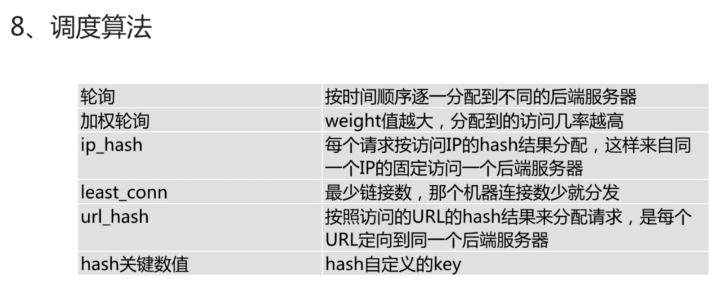 8、调度算法
轮询 按时间顺序逐一分配到不同的后端服务器
加权轮询 weight值越大，分配到的访问几率越高
ip_hash 每个请求按访问IP的hash结果分配，这样来自同
一个IP的固定访问一个后端服务器
least_conn 最少链接数，那个机器连接数少就分发
url_hash 按照访问的URL的hash结果来分配请求，是每个
URL定向到同一个后端服务器
hash关键数值 hash自定义的key